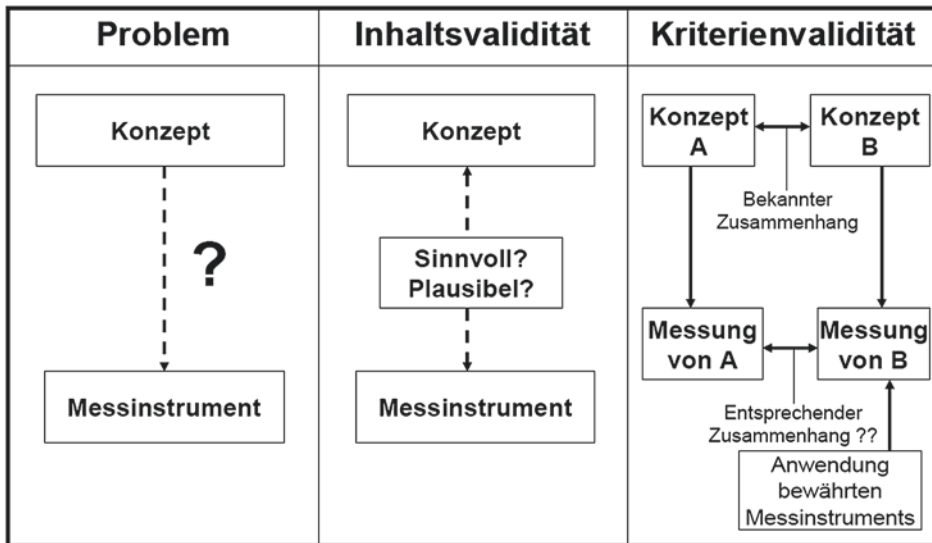 Problem
Konzept
?
Messinstrument
Inhaltsvalidität
Konzept
Sinnvoll?
Plausibel?
Messinstrument
Kriterienvalidität
Konzept
A
Konzept
B
Bekannter
Zusammenhang
Messung
von A
Messung
von B
Entsprechender
Zusammenhang ??
Anwendung
bewährten
Messinstruments